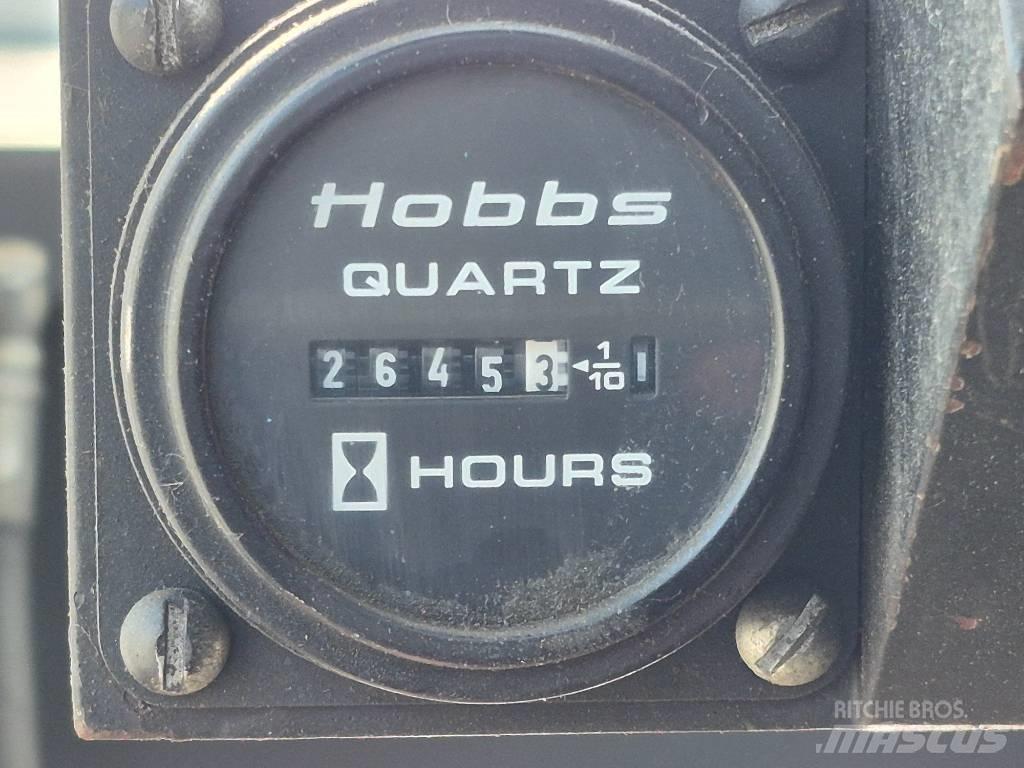 Hobbs
QUARTZ
2 6 4 5 3 ◄ 1/10
HOURS
RITCHIE BROS.
MASCUS